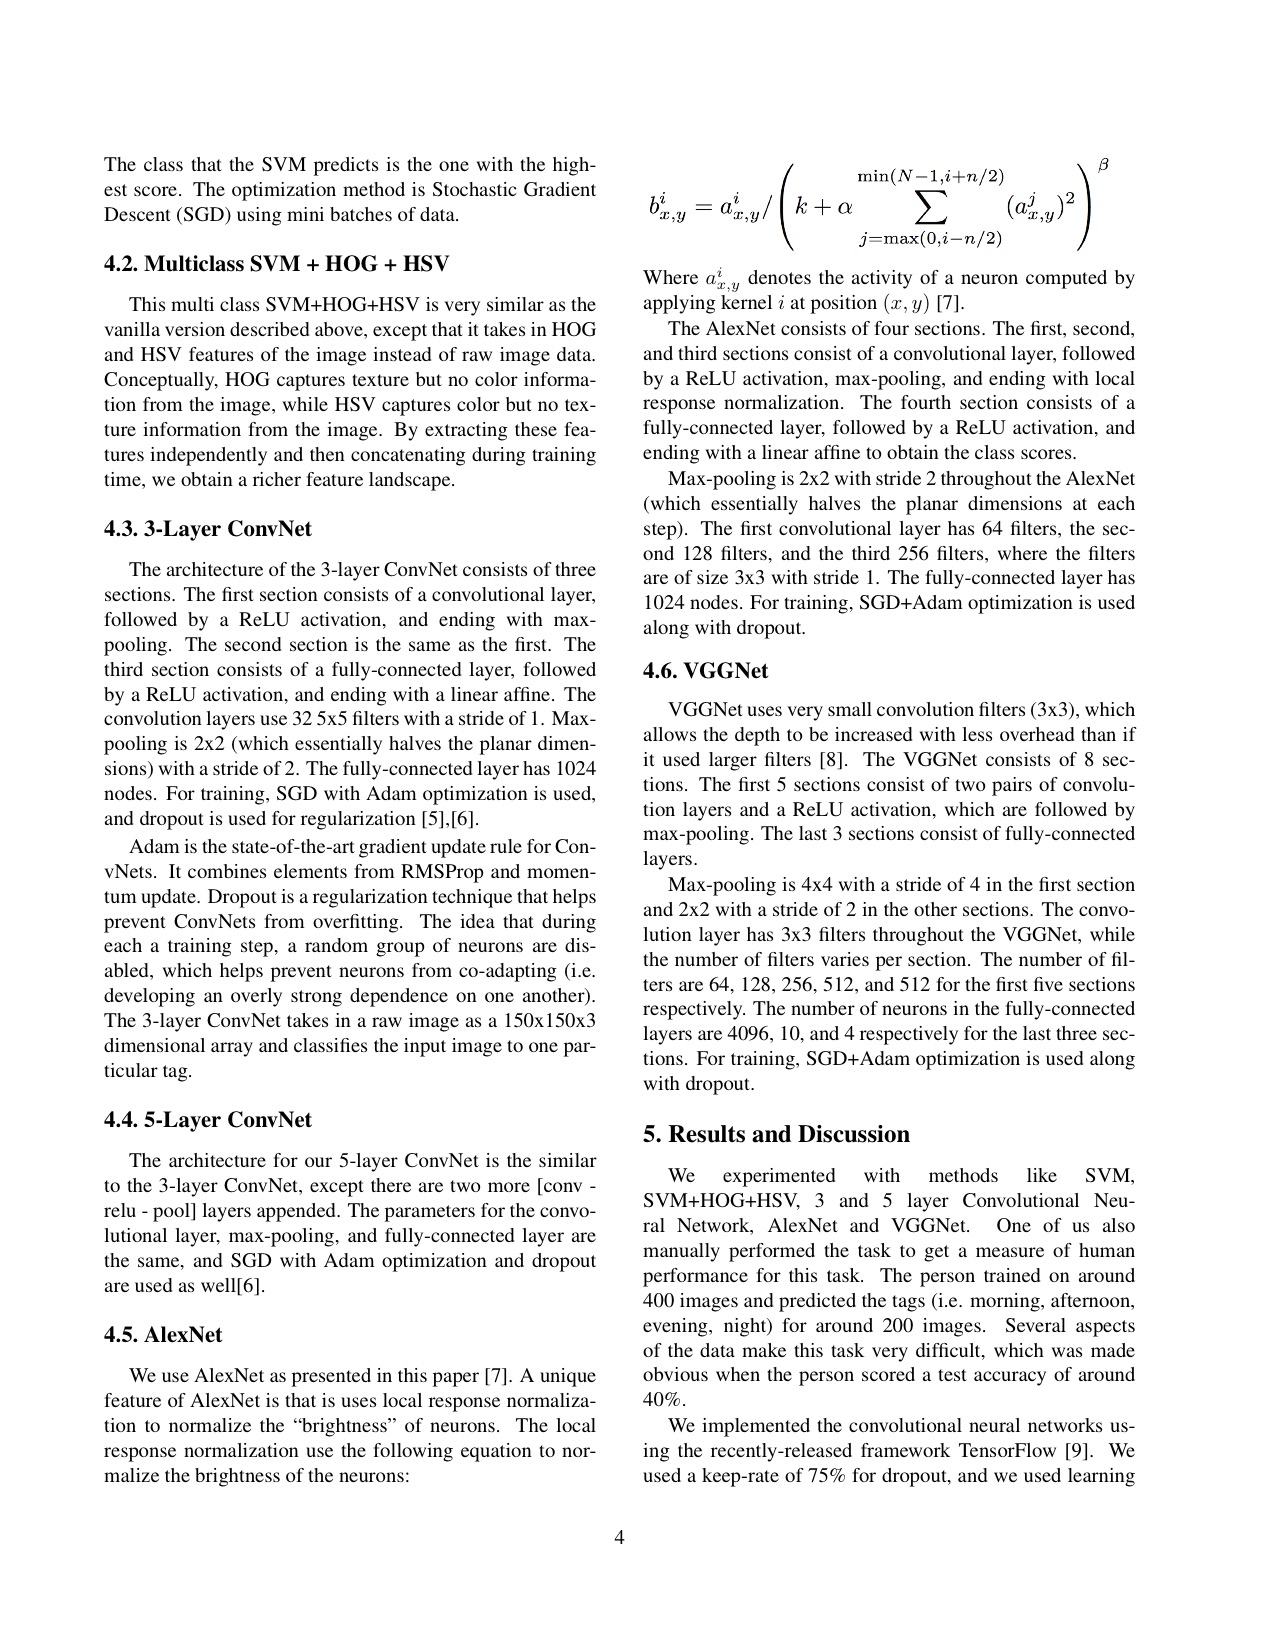 The class that the SVM predicts is the one with the high-
est score. The optimization method is Stochastic Gradient
Descent (SGD) using mini batches of data.
4.2. Multiclass SVM + HOG + HSV
This multi class SVM+HOG+HSV is very similar as the
vanilla version described above, except that it takes in HOG
and HSV features of the image instead of raw image data.
Conceptually, HOG captures texture but no color informa-
tion from the image, while HSV captures color but no tex-
ture information from the image. By extracting these fea-
tures independently and then concatenating during training
time, we obtain a richer feature landscape.
4.3. 3-Layer ConvNet
The architecture of the 3-layer ConvNet consists of three
sections. The first section consists of a convolutional layer,
followed by a ReLU activation, and ending with max-
pooling. The second section is the same as the first. The
third section consists of a fully-connected layer, followed
by a ReLU activation, and ending with a linear affine. The
convolution layers use 32 5x5 filters with a stride of 1. Max-
pooling is 2x2 (which essentially halves the planar dimen-
sions) with a stride of 2. The fully-connected layer has 1024
nodes. For training, SGD with Adam optimization is used,
and dropout is used for regularization [5],[6].
Adam is the state-of-the-art gradient update rule for Con-
vNets. It combines elements from RMSProp and momen-
tum update. Dropout is a regularization technique that helps
prevent ConvNets from overfitting. The idea that during
each a training step, a random group of neurons are dis-
abled, which helps prevent neurons from co-adapting (i.e.
developing an overly strong dependence on one another).
The 3-layer ConvNet takes in a raw image as a 150x150x3
dimensional array and classifies the input image to one par-
ticular tag.
4.4. 5-Layer ConvNet
The architecture for our 5-layer ConvNet is the similar
to the 3-layer ConvNet, except there are two more [conv -
relu - pool] layers appended. The parameters for the convo-
lutional layer, max-pooling, and fully-connected layer are
the same, and SGD with Adam optimization and dropout
are used as well[6].
4.5. AlexNet
We use AlexNet as presented in this paper [7]. A unique
feature of AlexNet is that is uses local response normaliza-
tion to normalize the “brightness” of neurons. The local
response normalization use the following equation to nor-
malize the brightness of the neurons:
b^i_{x,y} = a^i_{x,y}/(k + α ∑_{j=max(0,i−n/2)}^{min(N−1,i+n/2)} (a^j_{x,y})^2)^β
Where a^i_{x,y} denotes the activity of a neuron computed by
applying kernel i at position (x, y) [7].
The AlexNet consists of four sections. The first, second,
and third sections consist of a convolutional layer, followed
by a ReLU activation, max-pooling, and ending with local
response normalization. The fourth section consists of a
fully-connected layer, followed by a ReLU activation, and
ending with a linear affine to obtain the class scores.
Max-pooling is 2x2 with stride 2 throughout the AlexNet
(which essentially halves the planar dimensions at each
step). The first convolutional layer has 64 filters, the sec-
ond 128 filters, and the third 256 filters, where the filters
are of size 3x3 with stride 1. The fully-connected layer has
1024 nodes. For training, SGD+Adam optimization is used
along with dropout.
4.6. VGGNet
VGGNet uses very small convolution filters (3x3), which
allows the depth to be increased with less overhead than if
it used larger filters [8]. The VGGNet consists of 8 sec-
tions. The first 5 sections consist of two pairs of convolu-
tion layers and a ReLU activation, which are followed by
max-pooling. The last 3 sections consist of fully-connected
layers.
Max-pooling is 4x4 with a stride of 4 in the first section
and 2x2 with a stride of 2 in the other sections. The convo-
lution layer has 3x3 filters throughout the VGGNet, while
the number of filters varies per section. The number of fil-
ters are 64, 128, 256, 512, and 512 for the first five sections
respectively. The number of neurons in the fully-connected
layers are 4096, 10, and 4 respectively for the last three sec-
tions. For training, SGD+Adam optimization is used along
with dropout.
5. Results and Discussion
We experimented with methods like SVM,
SVM+HOG+HSV, 3 and 5 layer Convolutional Neu-
ral Network, AlexNet and VGGNet. One of us also
manually performed the task to get a measure of human
performance for this task. The person trained on around
400 images and predicted the tags (i.e. morning, afternoon,
evening, night) for around 200 images. Several aspects
of the data make this task very difficult, which was made
obvious when the person scored a test accuracy of around
40%.
We implemented the convolutional neural networks us-
ing the recently-released framework TensorFlow [9]. We
used a keep-rate of 75% for dropout, and we used learning
4